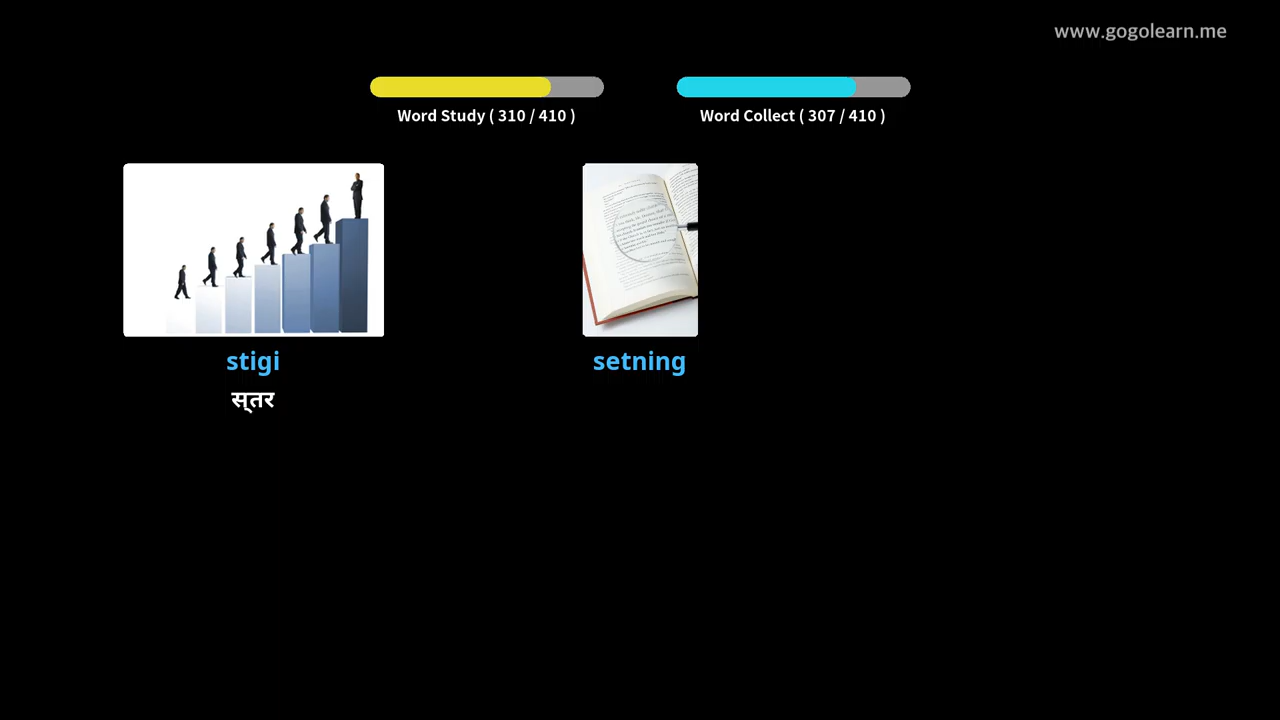 www.gogolearn.me
Word Study ( 310 / 410 )
Word Collect ( 307 / 410 )
stigi
setning
स्तर